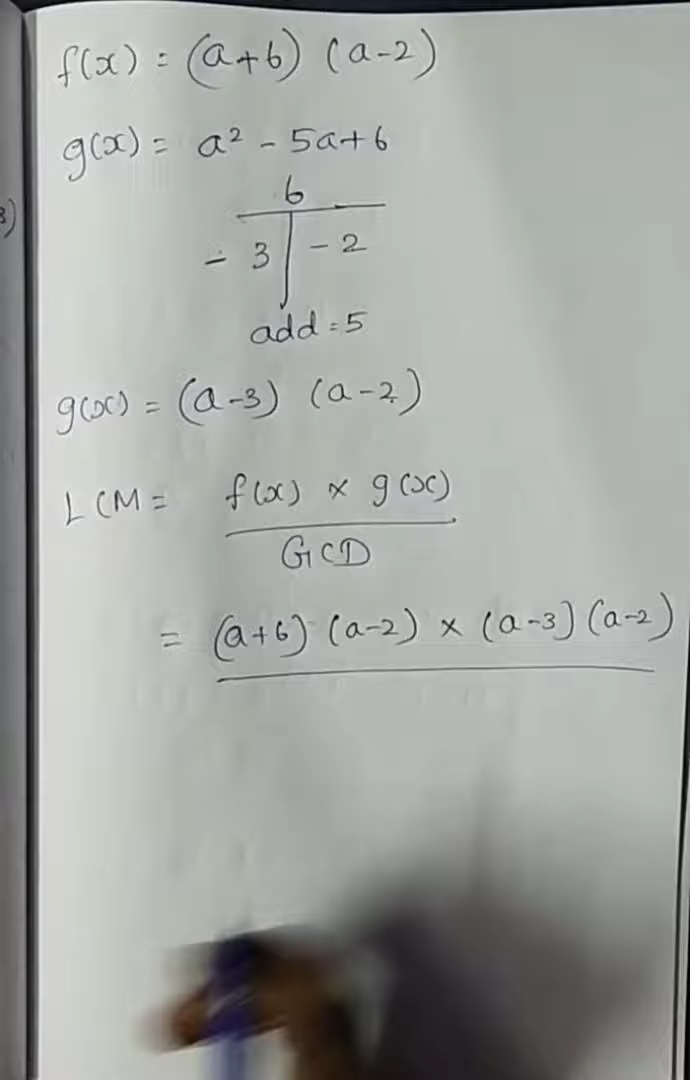 f(x) = (a+6) (a-2)
g(x) = a² - 5a+6
6
- 3 | - 2
add = 5
g(x) = (a-3) (a-2)
LCM = f(x) × g(x)
GCD
= (a+6) (a-2) × (a-3) (a-2)